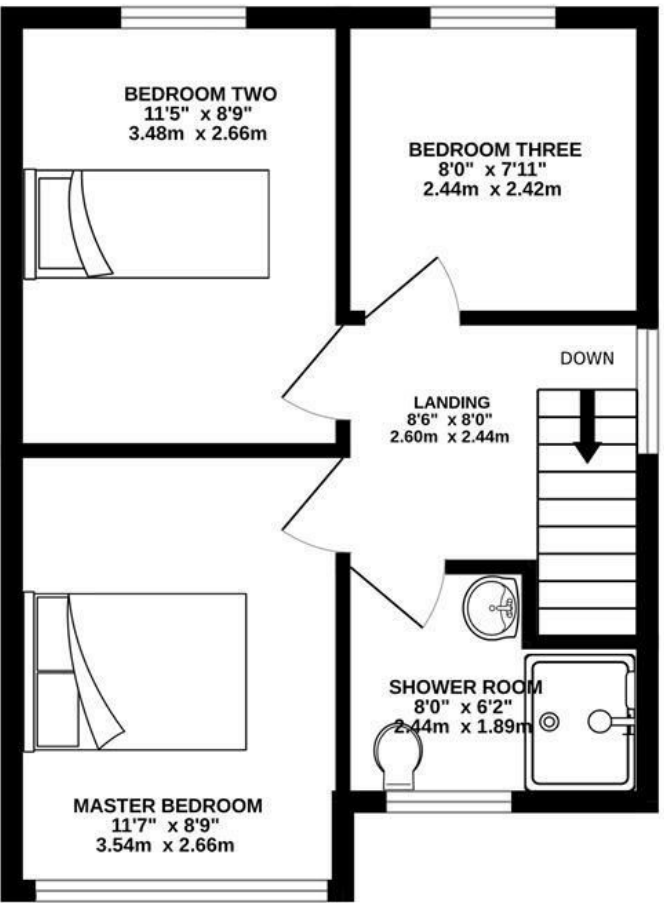 BEDROOM TWO
11'5" x 8'9"
3.48m x 2.66m
BEDROOM THREE
8'0" x 7'11"
2.44m x 2.42m
DOWN
LANDING
8'6" x 8'0"
2.60m x 2.44m
SHOWER ROOM
8'0" x 6'2"
2.44m x 1.89m
MASTER BEDROOM
11'7" x 8'9"
3.54m x 2.66m